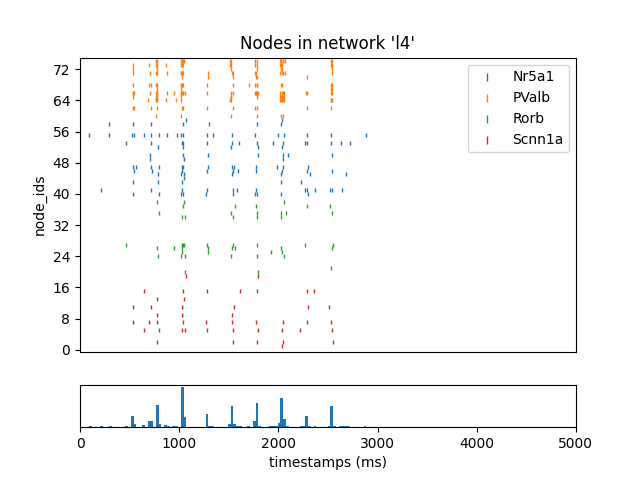 Nodes in network 'l4'
Nr5a1
PValb
Rorb
Scnn1a
node_ids
72
64
56
48
40
32
24
16
8
0
0 1000 2000 3000 4000 5000
timestamps (ms)